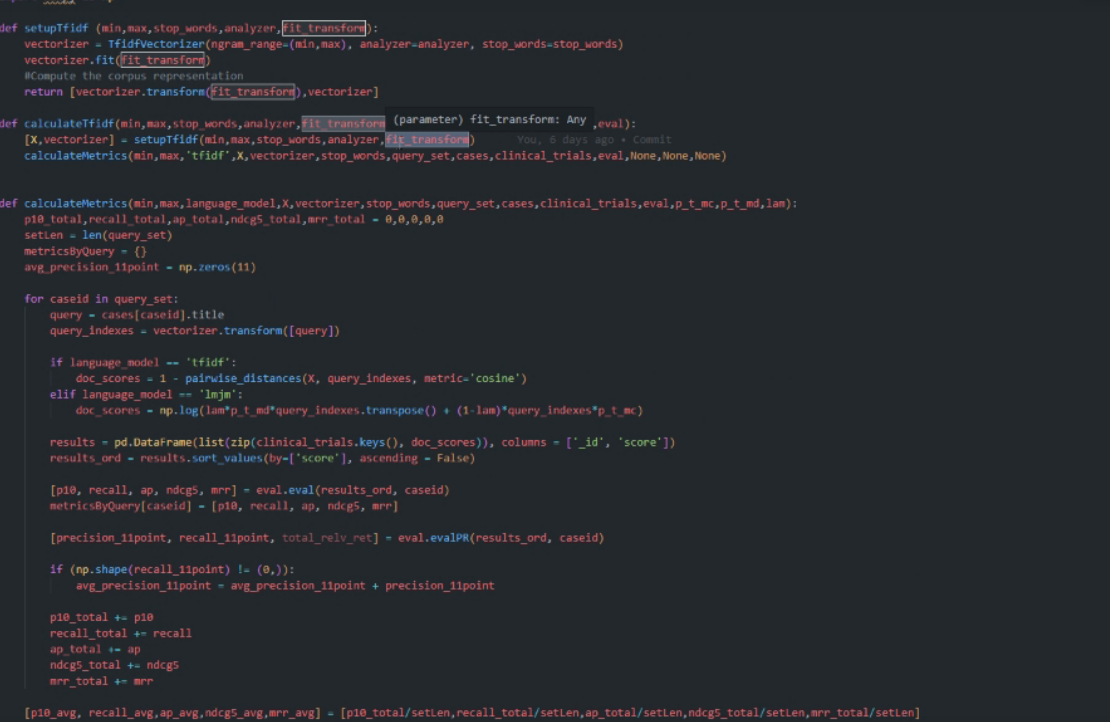 def setupTfidf (min,max,stop_words,analyzer,fit_transform):
vectorizer = TfidfVectorizer(ngram_range=(min,max), analyzer=analyzer, stop_words=stop_words)
vectorizer.fit(fit_transform)
#Compute the corpus representation
return [vectorizer.transform(fit_transform),vectorizer]
def calculateTfidf(min,max,stop_words,analyzer,fit_transform (parameter) fit_transform: Any ,eval):
[X,vectorizer] = setupTfidf(min,max,stop_words,analyzer,fit_transform) You, 6 days ago • Commit
calculateMetrics(min,max,'tfidf',X,vectorizer,stop_words,query_set,cases,clinical_trials,eval,None,None,None)
def calculateMetrics(min,max,language_model,X,vectorizer,stop_words,query_set,cases,clinical_trials,eval,p_t_mc,p_t_md,lam):
p10_total,recall_total,ap_total,ndcg5_total,mrr_total = 0,0,0,0,0
setLen = len(query_set)
metricsByQuery = {}
avg_precision_11point = np.zeros(11)
for caseid in query_set:
query = cases[caseid].title
query_indexes = vectorizer.transform([query])
if language_model == 'tfidf':
doc_scores = 1 - pairwise_distances(X, query_indexes, metric='cosine')
elif language_model == 'lmjm':
doc_scores = np.log(lam*p_t_md*query_indexes.transpose() + (1-lam)*query_indexes*p_t_mc)
results = pd.DataFrame(list(zip(clinical_trials.keys(), doc_scores)), columns = ['_id', 'score'])
results_ord = results.sort_values(by=['score'], ascending = False)
[p10, recall, ap, ndcg5, mrr] = eval.eval(results_ord, caseid)
metricsByQuery[caseid] = [p10, recall, ap, ndcg5, mrr]
[precision_11point, recall_11point, total_relv_ret] = eval.evalPR(results_ord, caseid)
if (np.shape(recall_11point) != (0,)):
avg_precision_11point = avg_precision_11point + precision_11point
p10_total += p10
recall_total += recall
ap_total += ap
ndcg5_total += ndcg5
mrr_total += mrr
[p10_avg, recall_avg,ap_avg,ndcg5_avg,mrr_avg] = [p10_total/setLen,recall_total/setLen,ap_total/setLen,ndcg5_total/setLen,mrr_total/setLen]